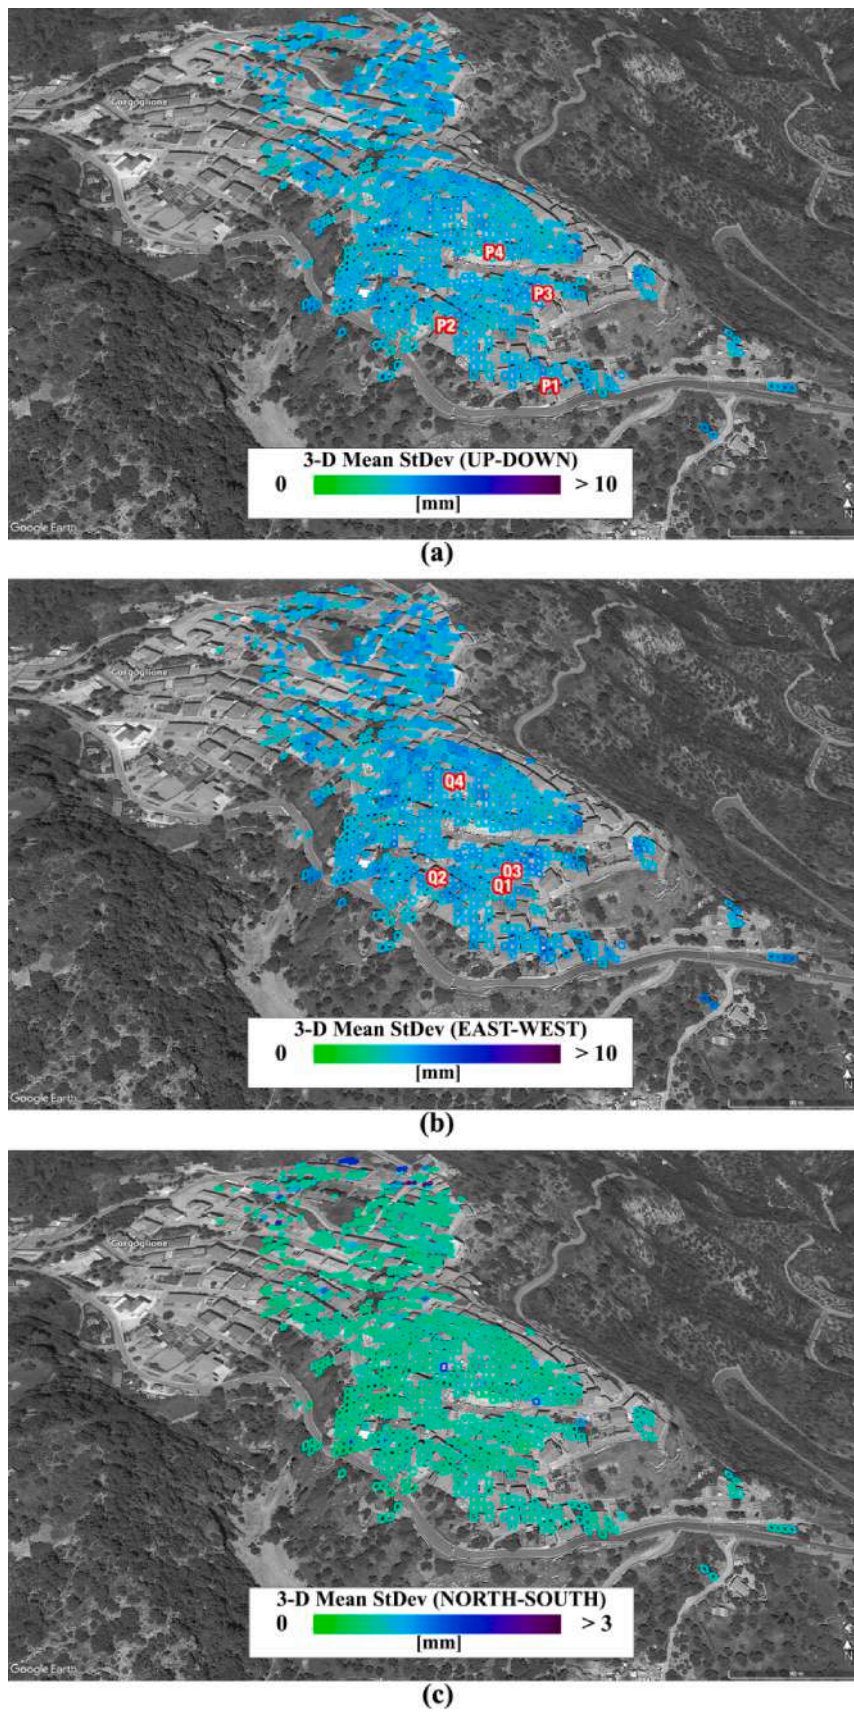 Gorgoglione
P4
P3
P2
P1
3-D Mean StDev (UP-DOWN)
0 > 10
[mm]
Google Earth
N
(a)
Gorgoglione
Q4
Q3
Q2
Q1
3-D Mean StDev (EAST-WEST)
0 > 10
[mm]
Google Earth
N
(b)
Gorgoglione
3-D Mean StDev (NORTH-SOUTH)
0 > 3
[mm]
Google Earth
N
(c)